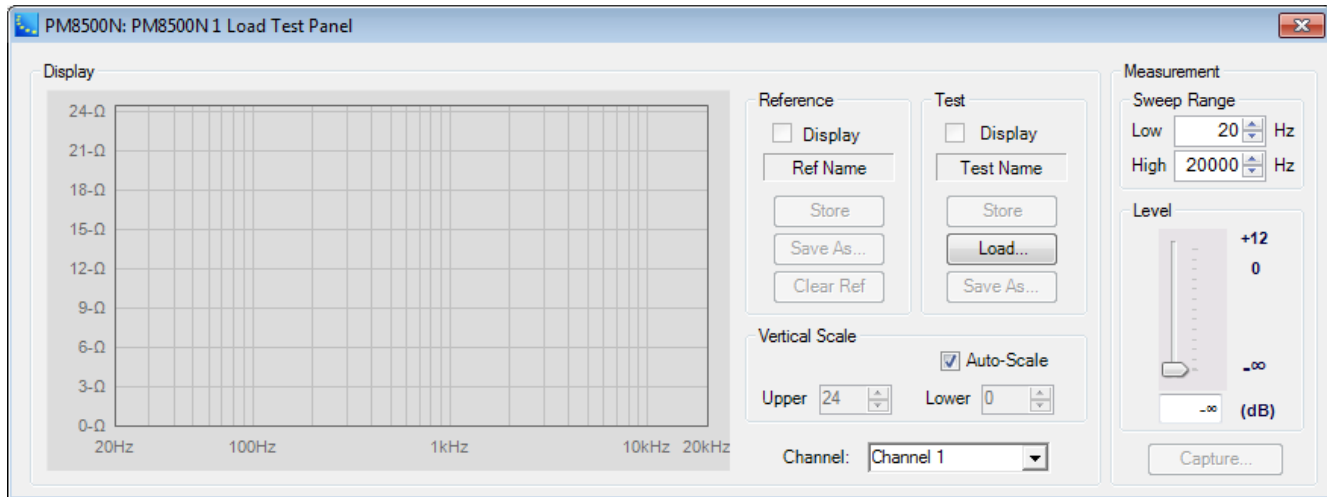 PM8500N: PM8500N 1 Load Test Panel
Display
24-Ω
21-Ω
18-Ω
15-Ω
12-Ω
9-Ω
6-Ω
3-Ω
0-Ω
20Hz 100Hz 1kHz 10kHz 20kHz
Reference
Display
Ref Name
Store
Save As...
Clear Ref
Test
Display
Test Name
Store
Load...
Save As...
Vertical Scale
Auto-Scale
Upper 24 Lower 0
Channel: Channel 1
Measurement
Sweep Range
Low 20 Hz
High 20000 Hz
Level
+12
0
-∞
-∞ (dB)
Capture...